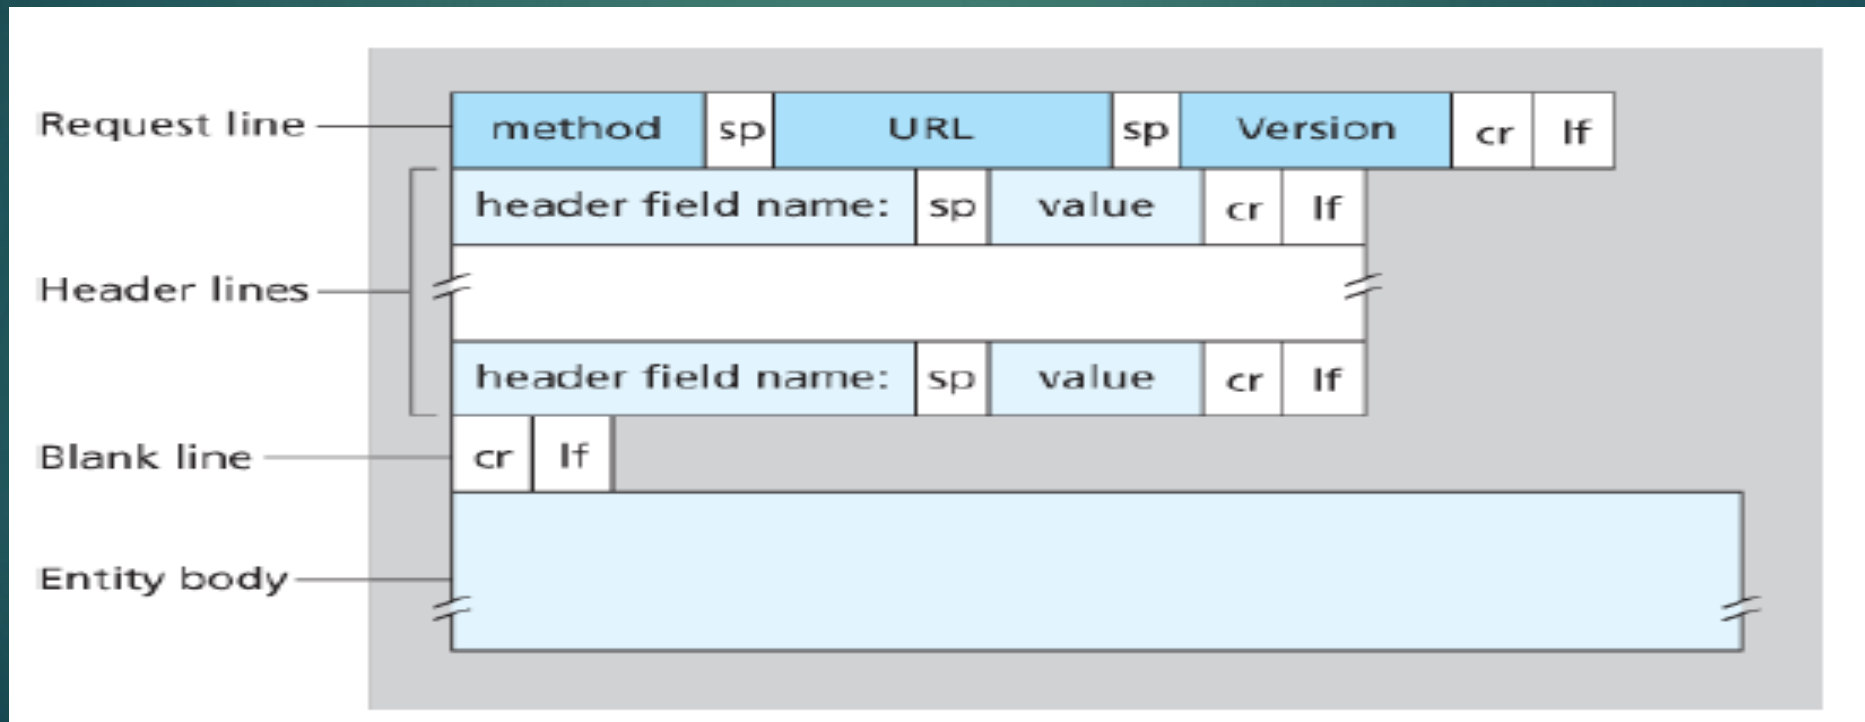 Request line method sp URL sp Version cr lf
header field name: sp value cr lf
Header lines
header field name: sp value cr lf
Blank line cr lf
Entity body